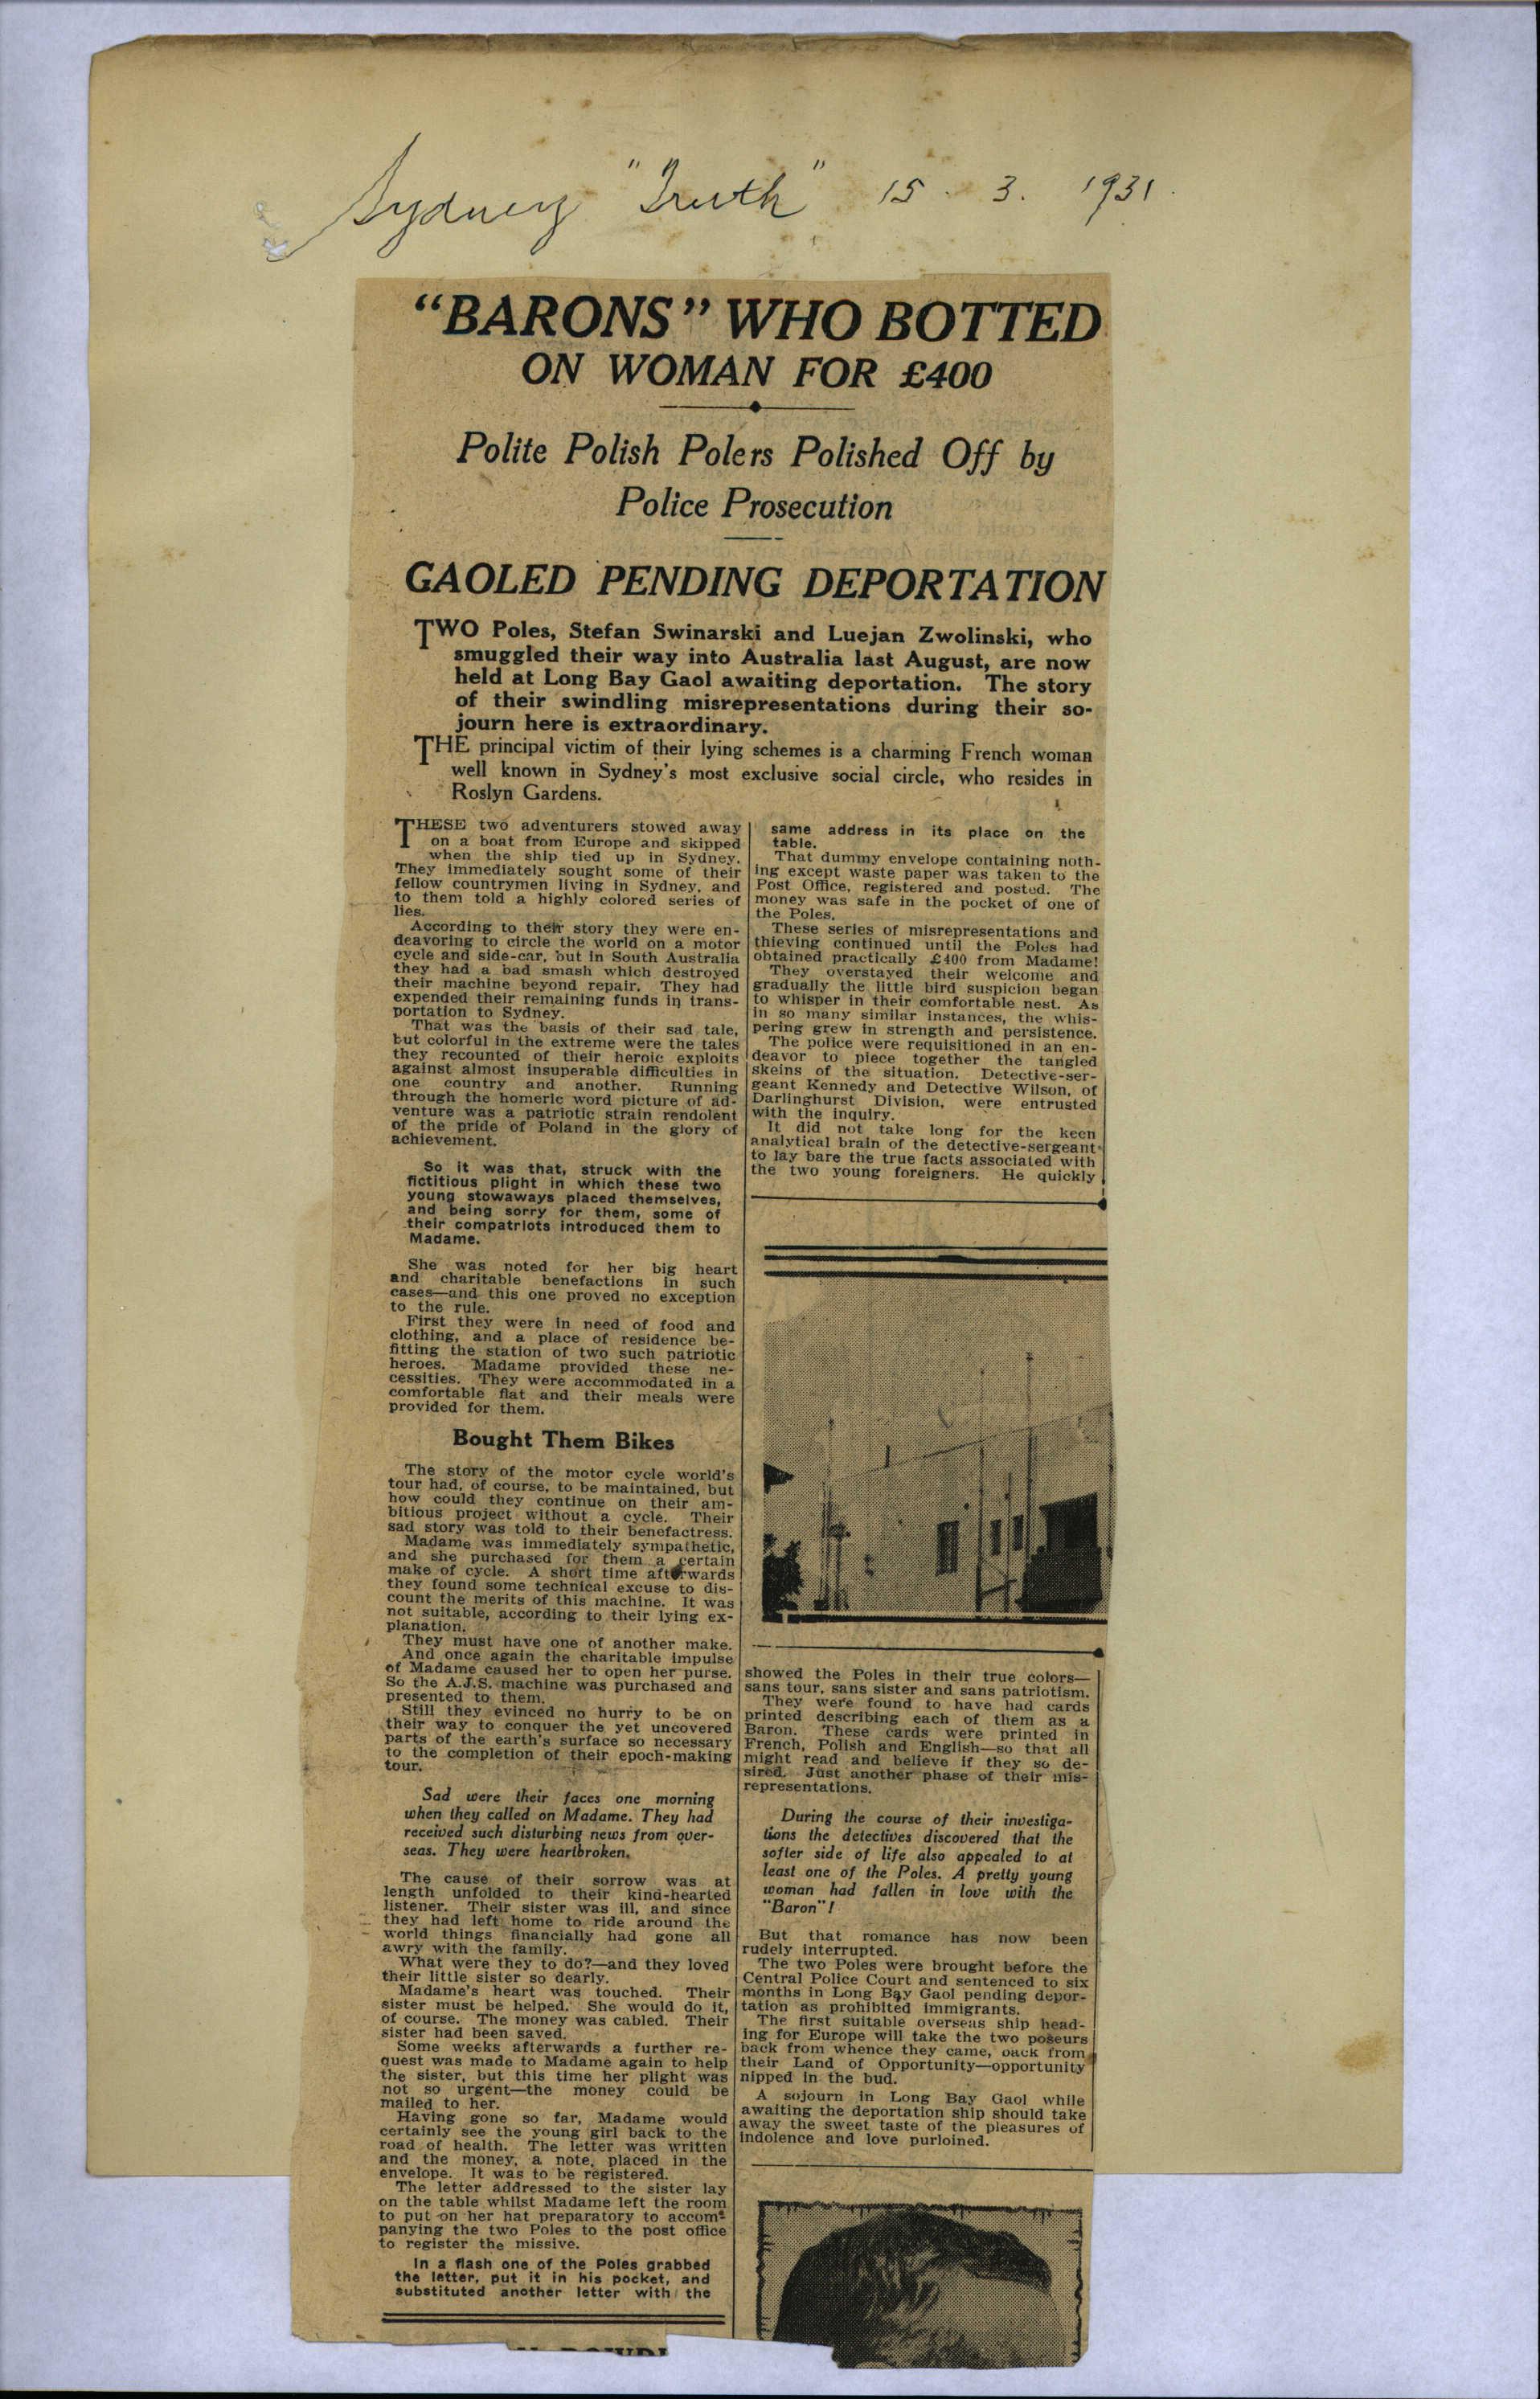 Sydney "Truth" 15. 3. 1931.
"BARONS" WHO BOTTED
ON WOMAN FOR £400
Polite Polish Polers Polished Off by
Police Prosecution
GAOLED PENDING DEPORTATION
TWO Poles, Stefan Swinarski and Luejan Zwolinski, who
smuggled their way into Australia last August, are now
held at Long Bay Gaol awaiting deportation. The story
of their swindling misrepresentations during their so-
journ here is extraordinary.
THE principal victim of their lying schemes is a charming French woman
well known in Sydney's most exclusive social circle, who resides in
Roslyn Gardens.
THESE two adventurers stowed away
on a boat from Europe and skipped
when the ship tied up in Sydney.
They immediately sought some of their
fellow countrymen living in Sydney, and
to them told a highly colored series of
lies.
According to their story they were en-
deavoring to circle the world on a motor
cycle and side-car, but in South Australia
they had a bad smash which destroyed
their machine beyond repair. They had
expended their remaining funds in trans-
portation to Sydney.
That was the basis of their sad tale,
but colorful in the extreme were the tales
they recounted of their heroic exploits
against almost insuperable difficulties in
one country and another. Running
through the homeric word picture of ad-
venture was a patriotic strain rendolent
of the pride of Poland in the glory of
achievement.
So it was that, struck with the
fictitious plight in which these two
young stowaways placed themselves,
and being sorry for them, some of
their compatriots introduced them to
Madame.
She was noted for her big heart
and charitable benefactions in such
cases—and this one proved no exception
to the rule.
First they were in need of food and
clothing, and a place of residence be-
fitting the station of two such patriotic
heroes. Madame provided these ne-
cessities. They were accommodated in a
comfortable flat and their meals were
provided for them.
Bought Them Bikes
The story of the motor cycle world's
tour had, of course, to be maintained, but
how could they continue on their am-
bitious project without a cycle. Their
sad story was told to their benefactress.
Madame was immediately sympathetic,
and she purchased for them a certain
make of cycle. A short time afterwards
they found some technical excuse to dis-
count the merits of this machine. It was
not suitable, according to their lying ex-
planation.
They must have one of another make.
And once again the charitable impulse
of Madame caused her to open her purse.
So the A.J.S. machine was purchased and
presented to them.
Still they evinced no hurry to be on
their way to conquer the yet uncovered
parts of the earth's surface so necessary
to the completion of their epoch-making
tour.
Sad were their faces one morning
when they called on Madame. They had
received such disturbing news from over-
seas. They were heartbroken.
The cause of their sorrow was at
length unfolded to their kind-hearted
listener. Their sister was ill, and since
they had left home to ride around the
world things financially had gone all
awry with the family.
What were they to do?—and they loved
their little sister so dearly.
Madame's heart was touched. Their
sister must be helped. She would do it,
of course. The money was cabled. Their
sister had been saved.
Some weeks afterwards a further re-
quest was made to Madame again to help
the sister, but this time her plight was
not so urgent—the money could be
mailed to her.
Having gone so far, Madame would
certainly see the young girl back to the
road of health. The letter was written
and the money, a note, placed in the
envelope. It was to be registered.
The letter addressed to the sister lay
on the table whilst Madame left the room
to put on her hat preparatory to accom-
panying the two Poles to the post office
to register the missive.
In a flash one of the Poles grabbed
the letter, put it in his pocket, and
substituted another letter with the
same address in its place on the
table.
That dummy envelope containing noth-
ing except waste paper was taken to the
Post Office, registered and posted. The
money was safe in the pocket of one of
the Poles.
These series of misrepresentations and
thieving continued until the Poles had
obtained practically £400 from Madame!
They overstayed their welcome and
gradually the little bird suspicion began
to whisper in their comfortable nest. As
in so many similar instances, the whis-
pering grew in strength and persistence.
The police were requisitioned in an en-
deavor to piece together the tangled
skeins of the situation. Detective-ser-
geant Kennedy and Detective Wilson, of
Darlinghurst Division, were entrusted
with the inquiry.
It did not take long for the keen
analytical brain of the detective-sergeant
to lay bare the true facts associated with
the two young foreigners. He quickly
showed the Poles in their true colors—
sans tour, sans sister and sans patriotism.
They were found to have had cards
printed describing each of them as a
Baron. These cards were printed in
French, Polish and English—so that all
might read and believe if they so de-
sired. Just another phase of their mis-
representations.
During the course of their investiga-
tions the detectives discovered that the
softer side of life also appealed to at
least one of the Poles. A pretty young
woman had fallen in love with the
"Baron"!
But that romance has now been
rudely interrupted.
The two Poles were brought before the
Central Police Court and sentenced to six
months in Long Bay Gaol pending depor-
tation as prohibited immigrants.
The first suitable overseas ship head-
ing for Europe will take the two poseurs
back from whence they came, back from
their Land of Opportunity—opportunity
nipped in the bud.
A sojourn in Long Bay Gaol while
awaiting the deportation ship should take
away the sweet taste of the pleasures of
indolence and love purloined.